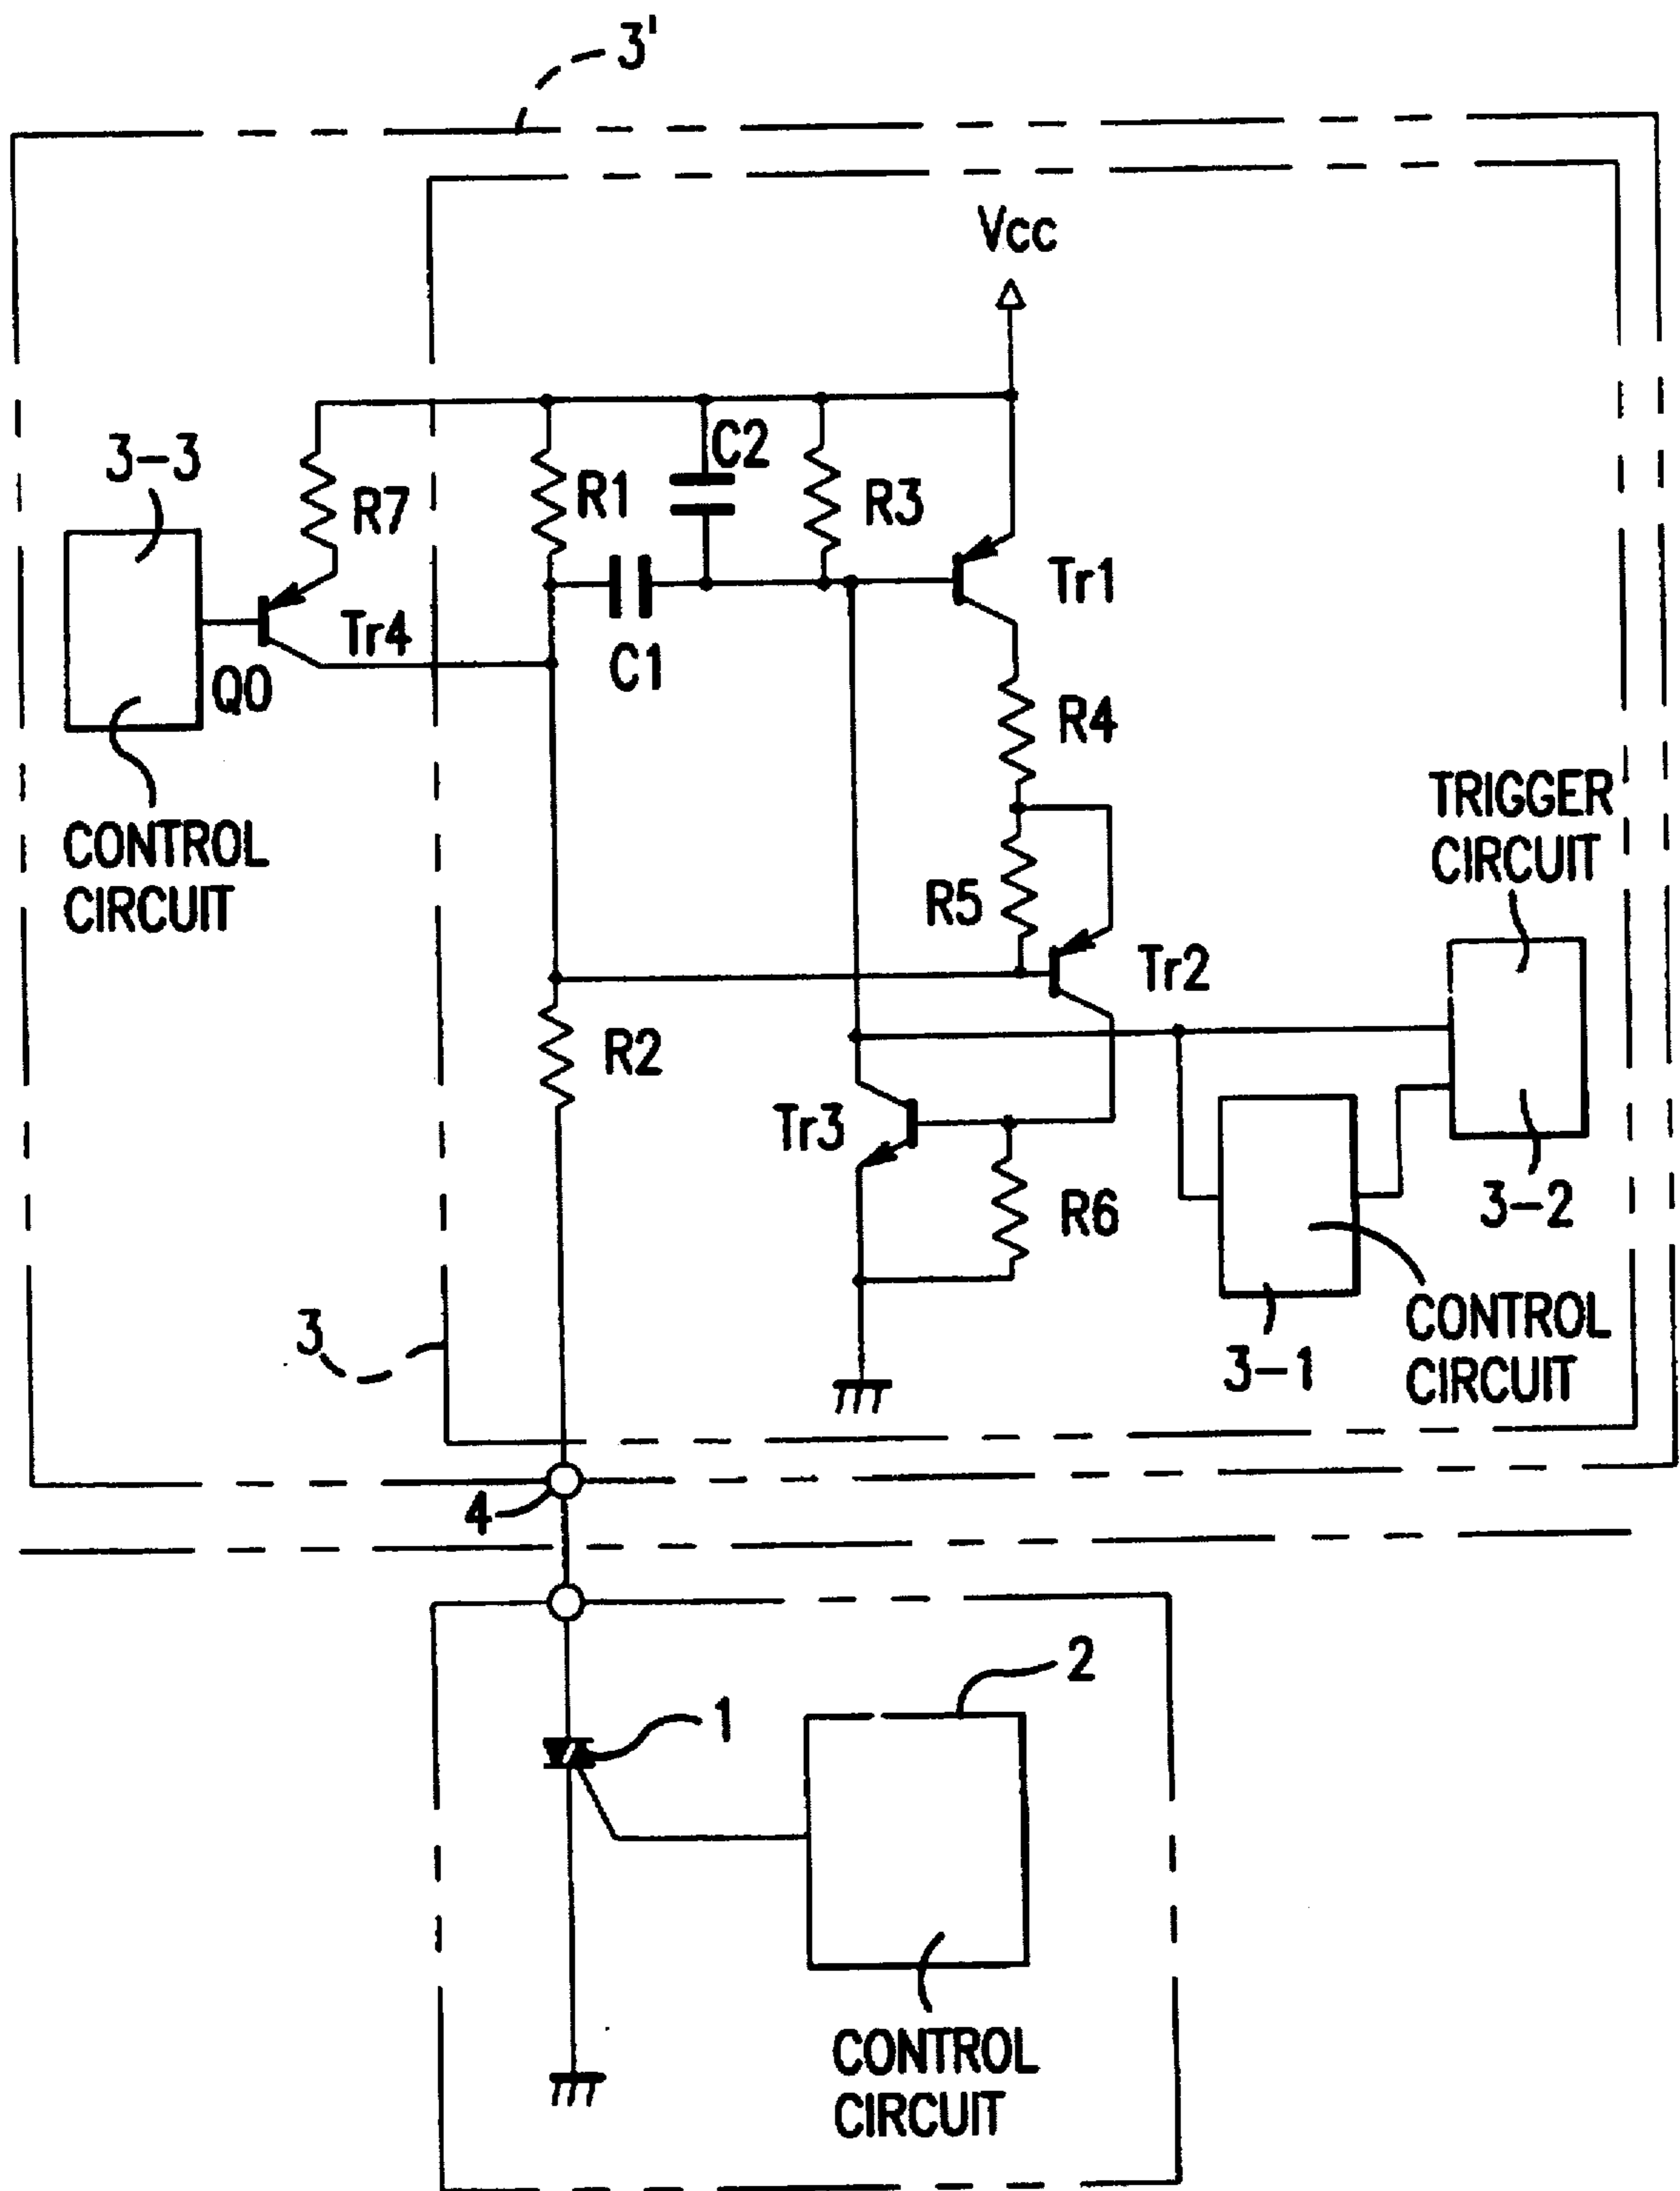 3'
Vcc
3-3
R7
R1
C2
R3
Tr1
Tr4
C1
Q0
R4
CONTROL
CIRCUIT
TRIGGER
CIRCUIT
R5
Tr2
R2
Tr3
R6
3-2
3
3-1
CONTROL
CIRCUIT
4
2
1
CONTROL
CIRCUIT